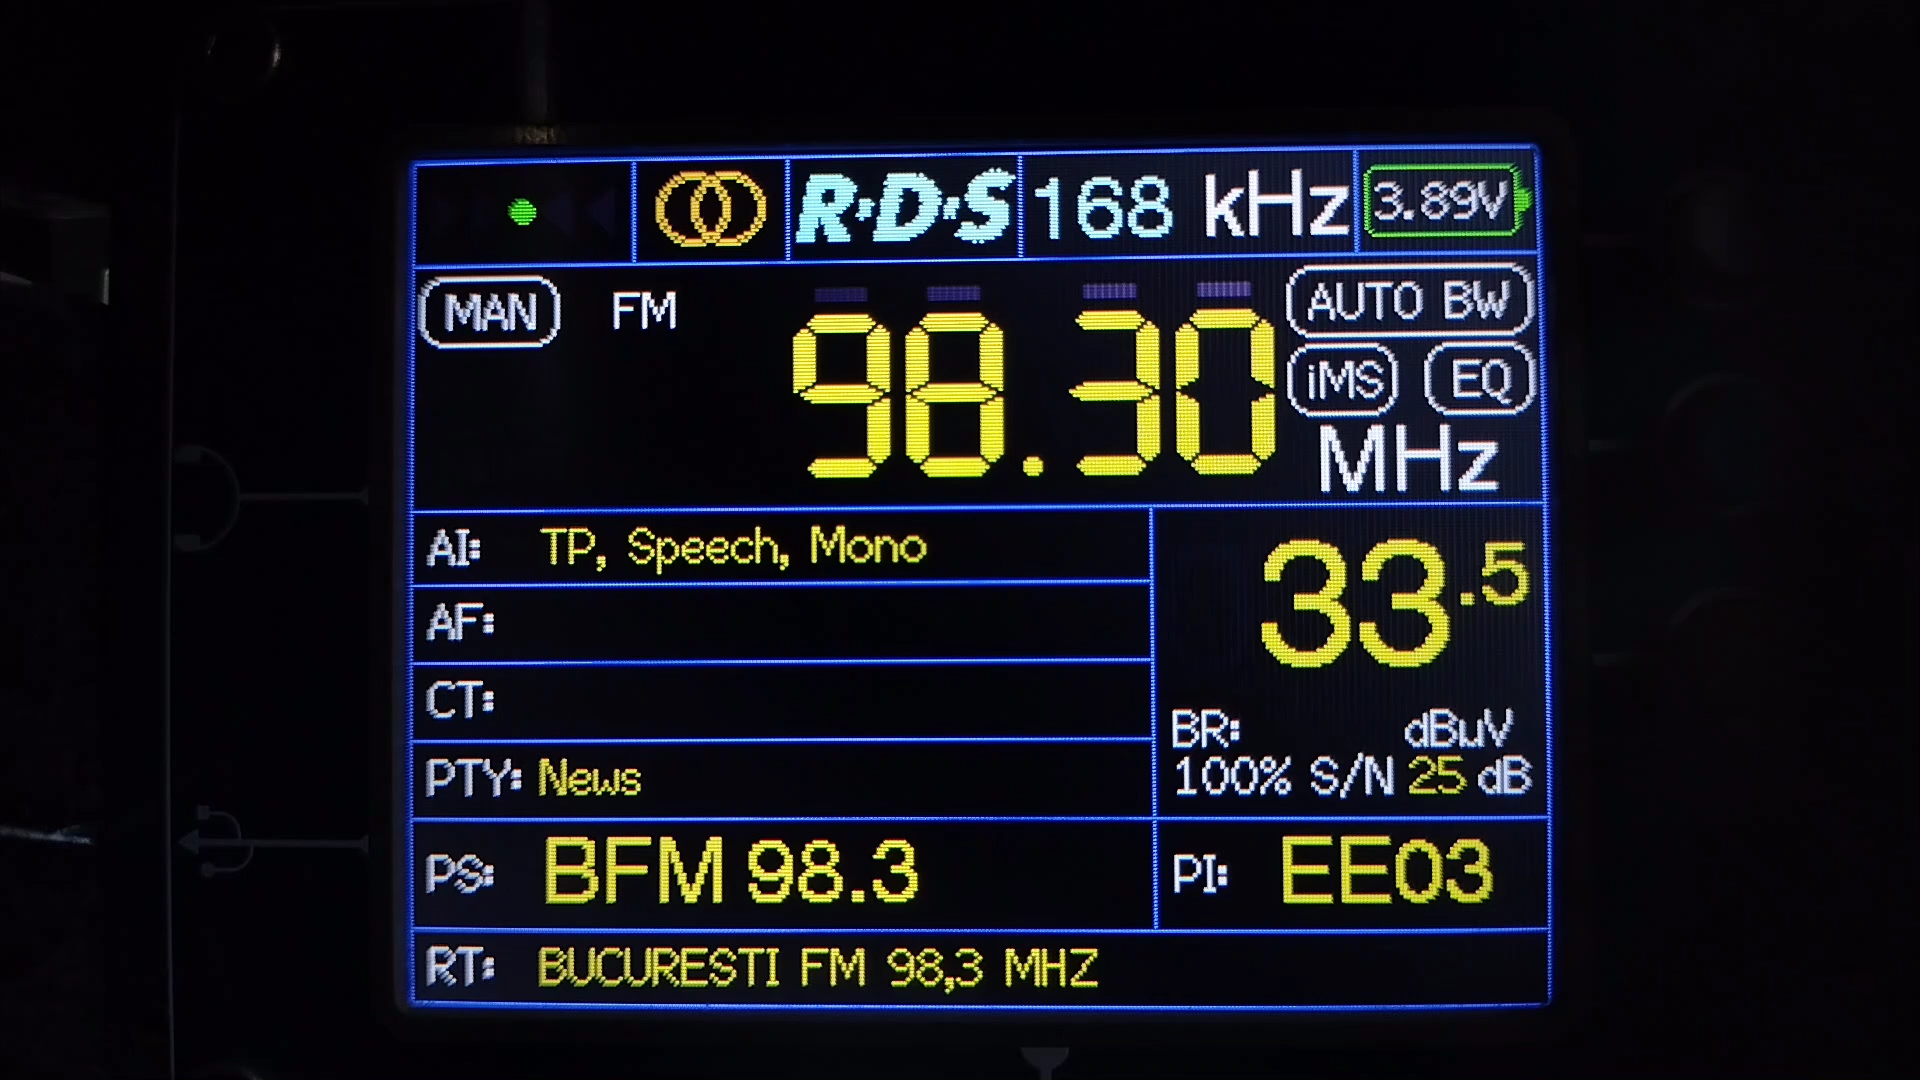 R·D·S 168 kHz 3.89V
MAN FM 98.30 AUTO BW
iMS EQ
MHz
AI: TP, Speech, Mono
33.5
AF:
CT:
BR: dBµV
PTY: News
100% S/N 25 dB
PS: BFM 98.3 PI: EE03
RT: BUCURESTI FM 98,3 MHZ